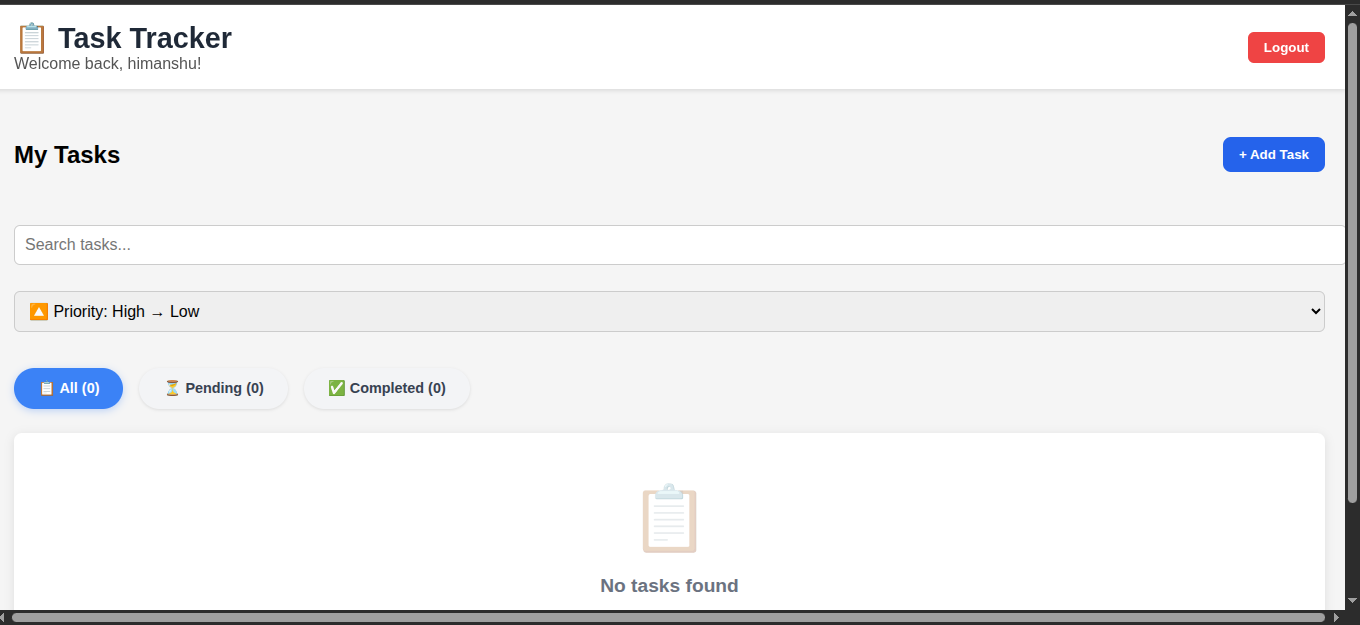 Task Tracker
Welcome back, himanshu!
Logout
My Tasks
+ Add Task
Search tasks...
Priority: High → Low
All (0)
Pending (0)
Completed (0)
No tasks found